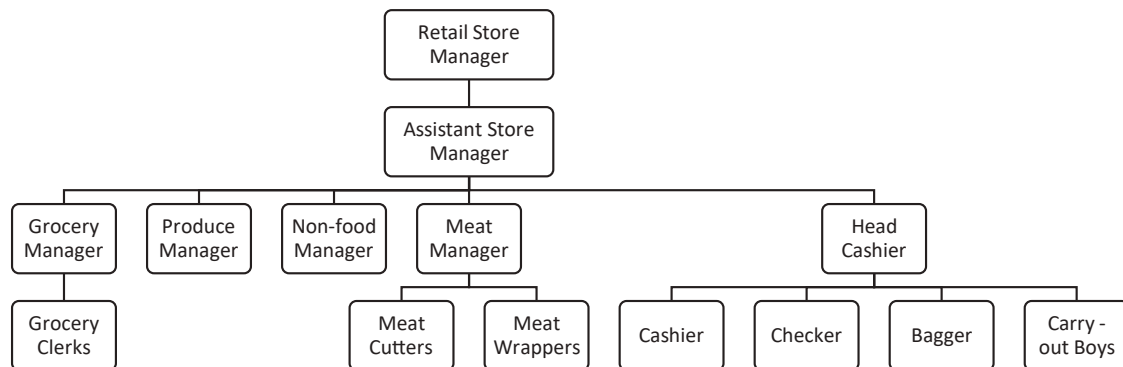 Retail Store
Manager
Assistant Store
Manager
Grocery
Manager
Produce
Manager
Non-food
Manager
Meat
Manager
Head
Cashier
Grocery
Clerks
Meat
Cutters
Meat
Wrappers
Cashier
Checker
Bagger
Carry -
out Boys